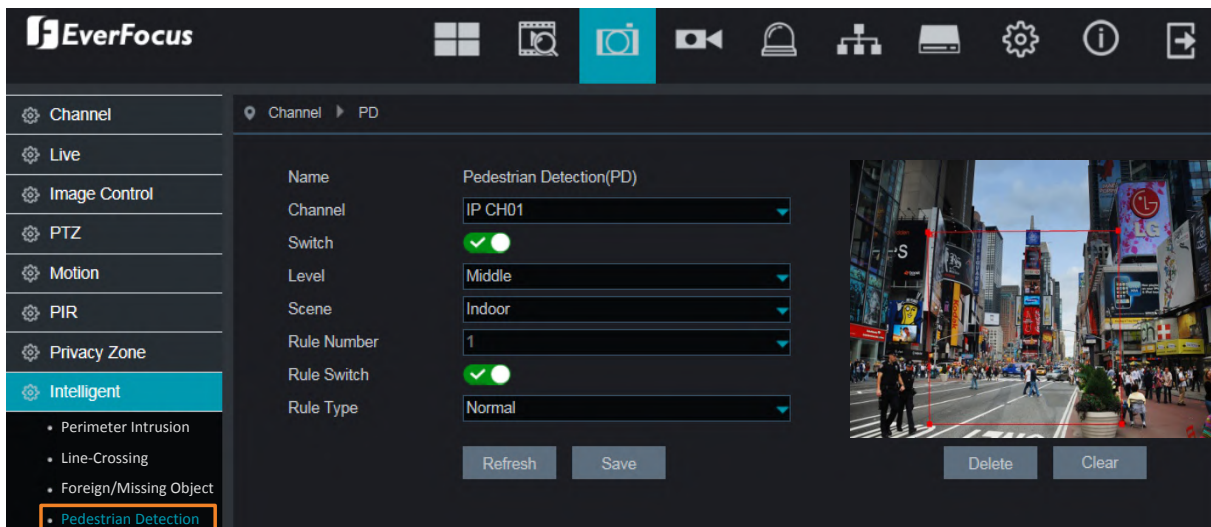 EverFocus
Channel
Live
Image Control
PTZ
Motion
PIR
Privacy Zone
Intelligent
Perimeter Intrusion
Line-Crossing
Foreign/Missing Object
Pedestrian Detection
Channel PD
Name Pedestrian Detection(PD)
Channel IP CH01
Switch
Level Middle
Scene Indoor
Rule Number 1
Rule Switch
Rule Type Normal
Refresh Save
LG
Kodak
Delete Clear